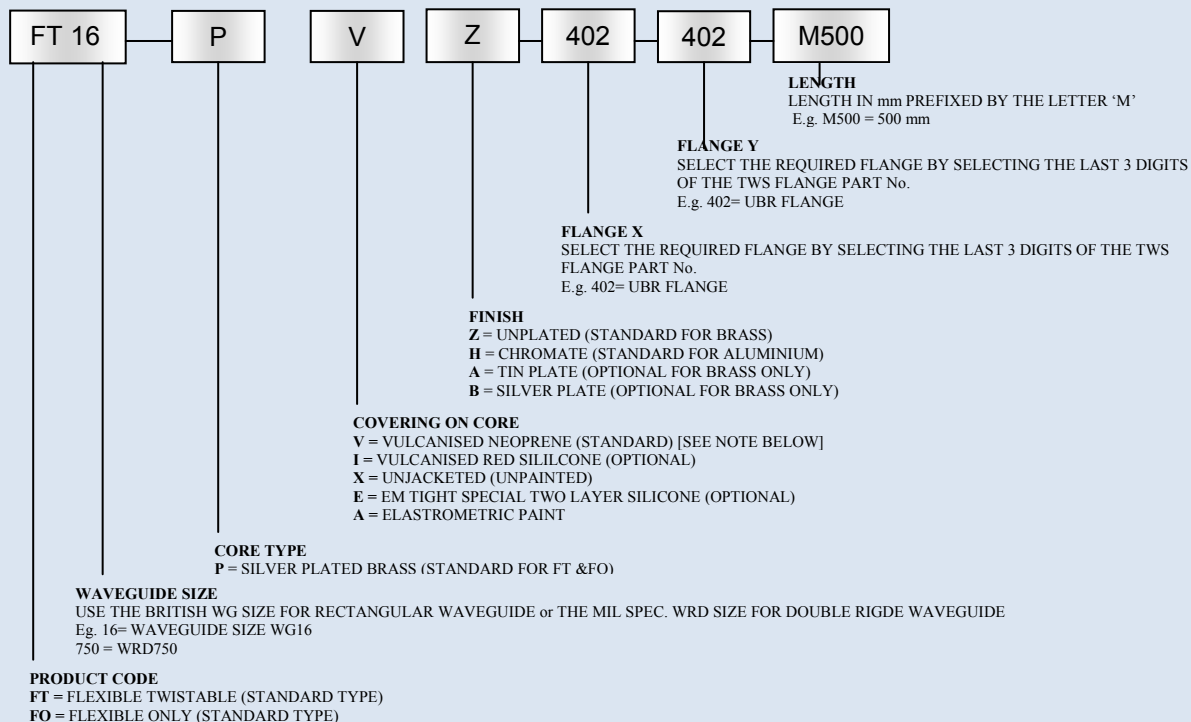 FT 16
P
V
Z
402
402
M500
LENGTH
LENGTH IN mm PREFIXED BY THE LETTER ‘M’
E.g. M500 = 500 mm
FLANGE Y
SELECT THE REQUIRED FLANGE BY SELECTING THE LAST 3 DIGITS
OF THE TWS FLANGE PART No.
E.g. 402= UBR FLANGE
FLANGE X
SELECT THE REQUIRED FLANGE BY SELECTING THE LAST 3 DIGITS OF THE TWS
FLANGE PART No.
E.g. 402= UBR FLANGE
FINISH
Z = UNPLATED (STANDARD FOR BRASS)
H = CHROMATE (STANDARD FOR ALUMINIUM)
A = TIN PLATE (OPTIONAL FOR BRASS ONLY)
B = SILVER PLATE (OPTIONAL FOR BRASS ONLY)
COVERING ON CORE
V = VULCANISED NEOPRENE (STANDARD) [SEE NOTE BELOW]
I = VULCANISED RED SILILCONE (OPTIONAL)
X = UNJACKETED (UNPAINTED)
E = EM TIGHT SPECIAL TWO LAYER SILICONE (OPTIONAL)
A = ELASTROMETRIC PAINT
CORE TYPE
P = SILVER PLATED BRASS (STANDARD FOR FT &FO)
WAVEGUIDE SIZE
USE THE BRITISH WG SIZE FOR RECTANGULAR WAVEGUIDE or THE MIL SPEC. WRD SIZE FOR DOUBLE RIGDE WAVEGUIDE
Eg. 16= WAVEGUIDE SIZE WG16
750 = WRD750
PRODUCT CODE
FT = FLEXIBLE TWISTABLE (STANDARD TYPE)
FO = FLEXIBLE ONLY (STANDARD TYPE)